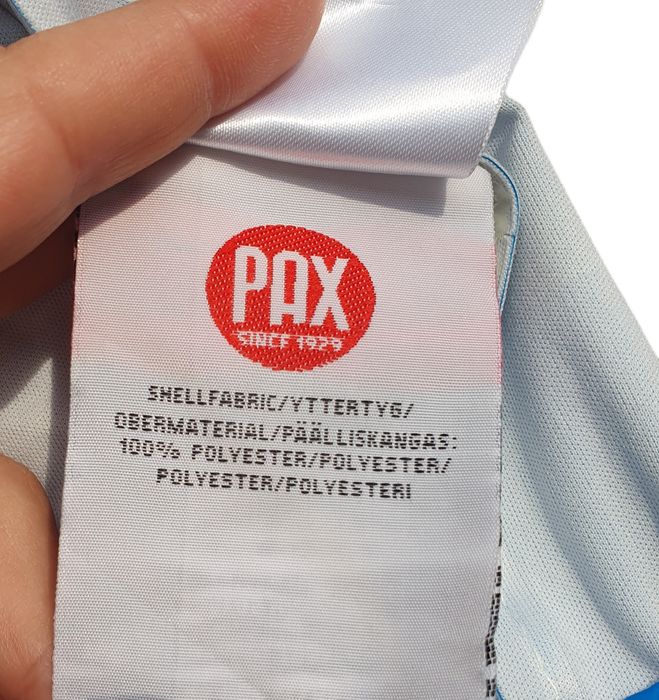 PAX
SINCE 1929
SHELLFABRIC/YTTERTYG/
OBERMATERIAL/PÄÄLLISKANGAS:
100% POLYESTER/POLYESTER/
POLYESTER/POLYESTERI